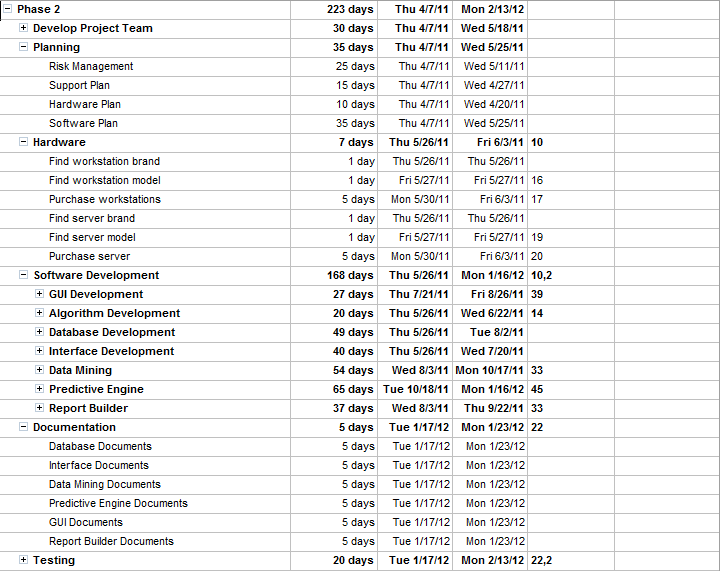 Phase 2 223 days Thu 4/7/11 Mon 2/13/12
Develop Project Team 30 days Thu 4/7/11 Wed 5/18/11
Planning 35 days Thu 4/7/11 Wed 5/25/11
Risk Management 25 days Thu 4/7/11 Wed 5/11/11
Support Plan 15 days Thu 4/7/11 Wed 4/27/11
Hardware Plan 10 days Thu 4/7/11 Wed 4/20/11
Software Plan 35 days Thu 4/7/11 Wed 5/25/11
Hardware 7 days Thu 5/26/11 Fri 6/3/11 10
Find workstation brand 1 day Thu 5/26/11 Thu 5/26/11
Find workstation model 1 day Fri 5/27/11 Fri 5/27/11 16
Purchase workstations 5 days Mon 5/30/11 Fri 6/3/11 17
Find server brand 1 day Thu 5/26/11 Thu 5/26/11
Find server model 1 day Fri 5/27/11 Fri 5/27/11 19
Purchase server 5 days Mon 5/30/11 Fri 6/3/11 20
Software Development 168 days Thu 5/26/11 Mon 1/16/12 10,2
GUI Development 27 days Thu 7/21/11 Fri 8/26/11 39
Algorithm Development 20 days Thu 5/26/11 Wed 6/22/11 14
Database Development 49 days Thu 5/26/11 Tue 8/2/11
Interface Development 40 days Thu 5/26/11 Wed 7/20/11
Data Mining 54 days Wed 8/3/11 Mon 10/17/11 33
Predictive Engine 65 days Tue 10/18/11 Mon 1/16/12 45
Report Builder 37 days Wed 8/3/11 Thu 9/22/11 33
Documentation 5 days Tue 1/17/12 Mon 1/23/12 22
Database Documents 5 days Tue 1/17/12 Mon 1/23/12
Interface Documents 5 days Tue 1/17/12 Mon 1/23/12
Data Mining Documents 5 days Tue 1/17/12 Mon 1/23/12
Predictive Engine Documents 5 days Tue 1/17/12 Mon 1/23/12
GUI Documents 5 days Tue 1/17/12 Mon 1/23/12
Report Builder Documents 5 days Tue 1/17/12 Mon 1/23/12
Testing 20 days Tue 1/17/12 Mon 2/13/12 22,2